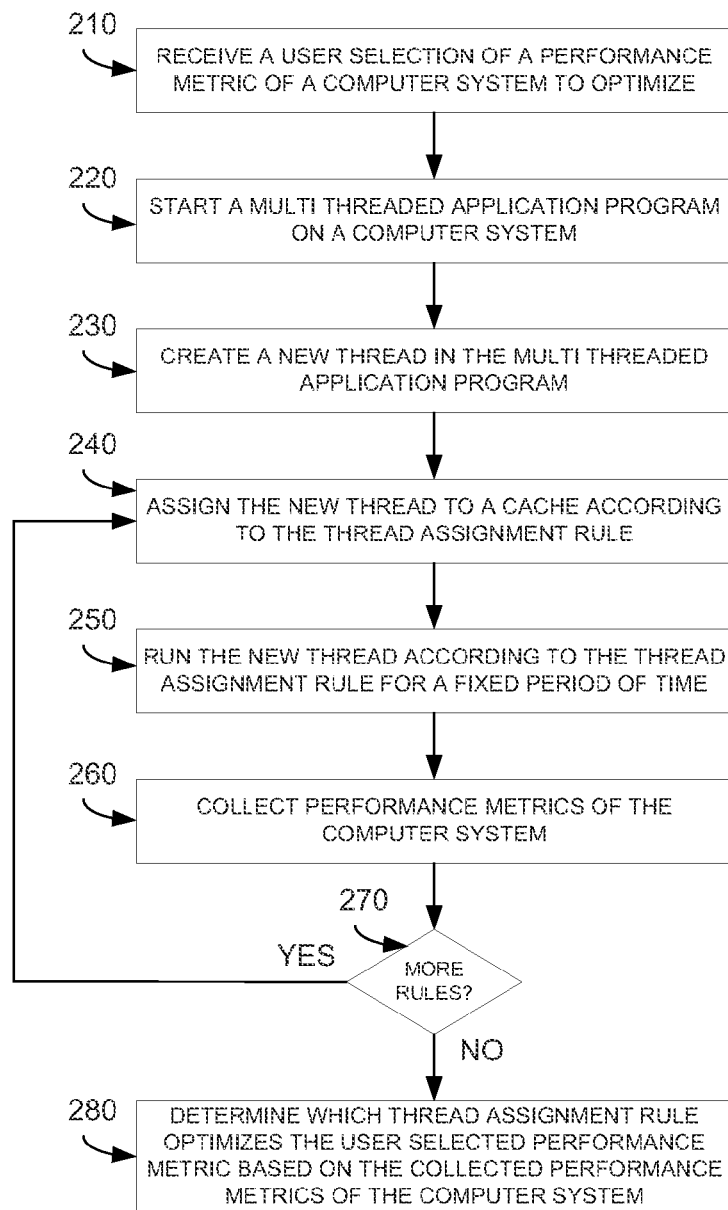 210
RECEIVE A USER SELECTION OF A PERFORMANCE
METRIC OF A COMPUTER SYSTEM TO OPTIMIZE
220
START A MULTI THREADED APPLICATION PROGRAM
ON A COMPUTER SYSTEM
230
CREATE A NEW THREAD IN THE MULTI THREADED
APPLICATION PROGRAM
240
ASSIGN THE NEW THREAD TO A CACHE ACCORDING
TO THE THREAD ASSIGNMENT RULE
250
RUN THE NEW THREAD ACCORDING TO THE THREAD
ASSIGNMENT RULE FOR A FIXED PERIOD OF TIME
260
COLLECT PERFORMANCE METRICS OF THE
COMPUTER SYSTEM
270
YES
MORE
RULES?
NO
280
DETERMINE WHICH THREAD ASSIGNMENT RULE
OPTIMIZES THE USER SELECTED PERFORMANCE
METRIC BASED ON THE COLLECTED PERFORMANCE
METRICS OF THE COMPUTER SYSTEM